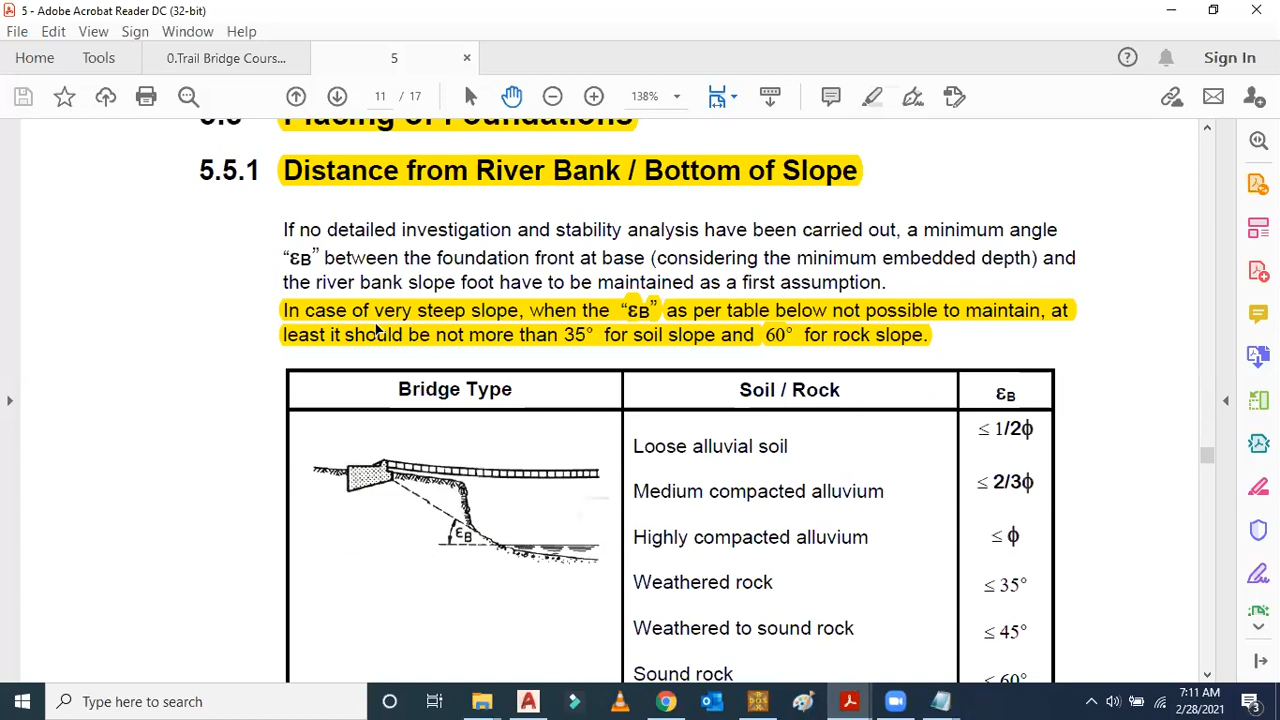 5 - Adobe Acrobat Reader DC (32-bit)
File Edit View Sign Window Help
Home Tools 0.Trail Bridge Cours... 5 Sign In
11 / 17 138%
Placing of Foundations
5.5.1 Distance from River Bank / Bottom of Slope
If no detailed investigation and stability analysis have been carried out, a minimum angle
“εB” between the foundation front at base (considering the minimum embedded depth) and
the river bank slope foot have to be maintained as a first assumption.
In case of very steep slope, when the “εB” as per table below not possible to maintain, at
least it should be not more than 35° for soil slope and 60° for rock slope.
Bridge Type Soil / Rock εB
Loose alluvial soil ≤ 1/2ϕ
Medium compacted alluvium ≤ 2/3ϕ
Highly compacted alluvium ≤ ϕ
εB
Weathered rock ≤ 35°
Weathered to sound rock ≤ 45°
Sound rock ≤ 60°
Type here to search
7:11 AM
2/28/2021
3